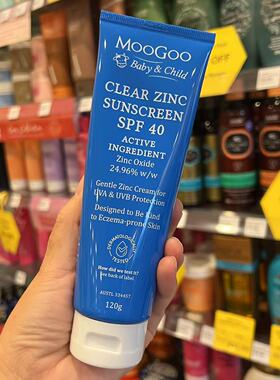 MOOGOO
Baby & Child
CLEAR ZINC
SUNSCREEN
SPF 40
ACTIVE
INGREDIENT
Zinc Oxide
24.96% w/w
Gentle Zinc Cream for
UVA & UVB Protection
Designed to Be Kind
to Eczema-prone Skin
DERMATOLOGICALLY
TESTED
How did we test it?
See back of label.
AUSTL 334457
120g